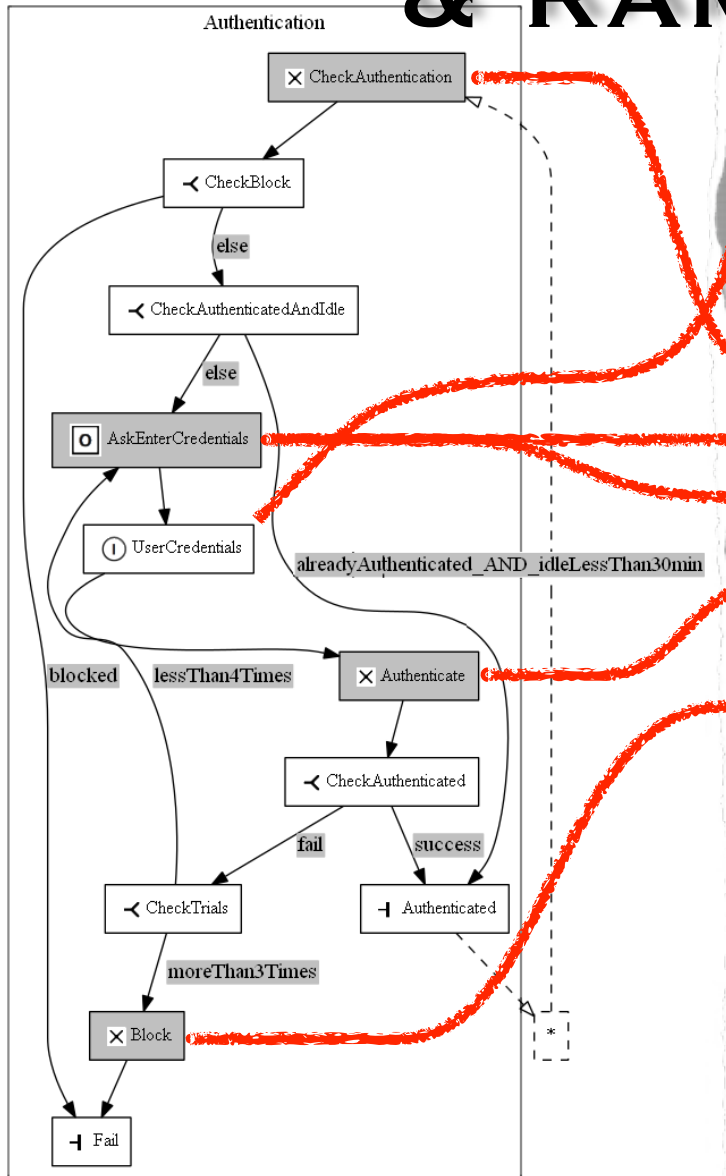 & RAM
Authentication
CheckAuthentication
CheckBlock
else
CheckAuthenticatedAndIdle
else
O AskEnterCredentials
I UserCredentials
alreadyAuthenticated_AND_idleLessThan30min
blocked
lessThan4Times
Authenticate
CheckAuthenticated
fail
success
CheckTrials
Authenticated
moreThan3Times
*
Block
Fail